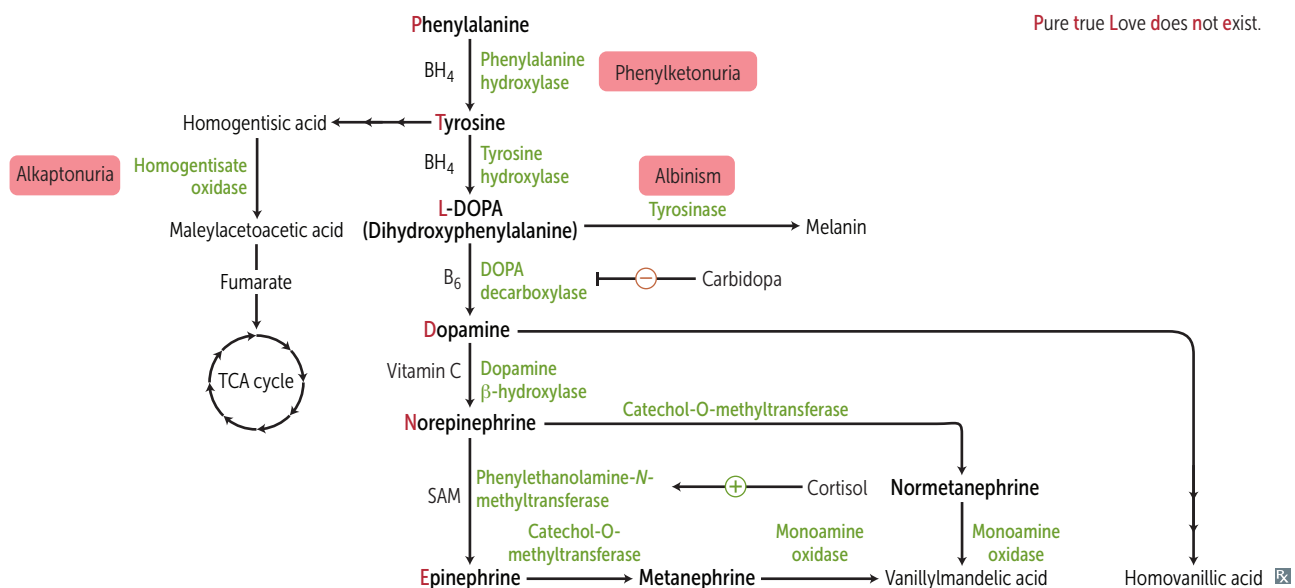 Phenylalanine
Pure true Love does not exist.
BH4
Phenylalanine
hydroxylase
Phenylketonuria
Homogentisic acid
Tyrosine
Alkaptonuria
Homogentisate
oxidase
BH4
Tyrosine
hydroxylase
Albinism
Tyrosinase
L-DOPA
(Dihydroxyphenylalanine)
Melanin
Maleylacetoacetic acid
Fumarate
B6
DOPA
decarboxylase
−
Carbidopa
Dopamine
TCA cycle
Vitamin C
Dopamine
β-hydroxylase
Norepinephrine
Catechol-O-methyltransferase
SAM
Phenylethanolamine-N-
methyltransferase
+
Cortisol
Normetanephrine
Catechol-O-
methyltransferase
Monoamine
oxidase
Monoamine
oxidase
Epinephrine
Metanephrine
Vanillylmandelic acid
Homovanillic acid
Rx